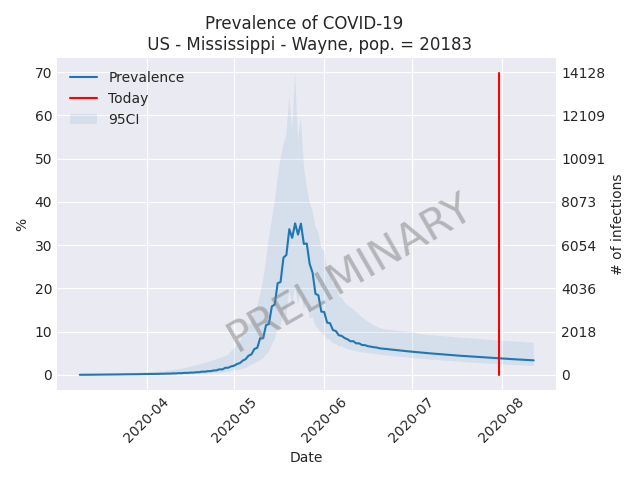 Prevalence of COVID-19
US - Mississippi - Wayne, pop. = 20183
Prevalence
Today
95CI
70
60
50
40
30
20
10
0
%
14128
12109
10091
8073
6054
4036
2018
0
# of infections
PRELIMINARY
2020-04
2020-05
2020-06
2020-07
2020-08
Date